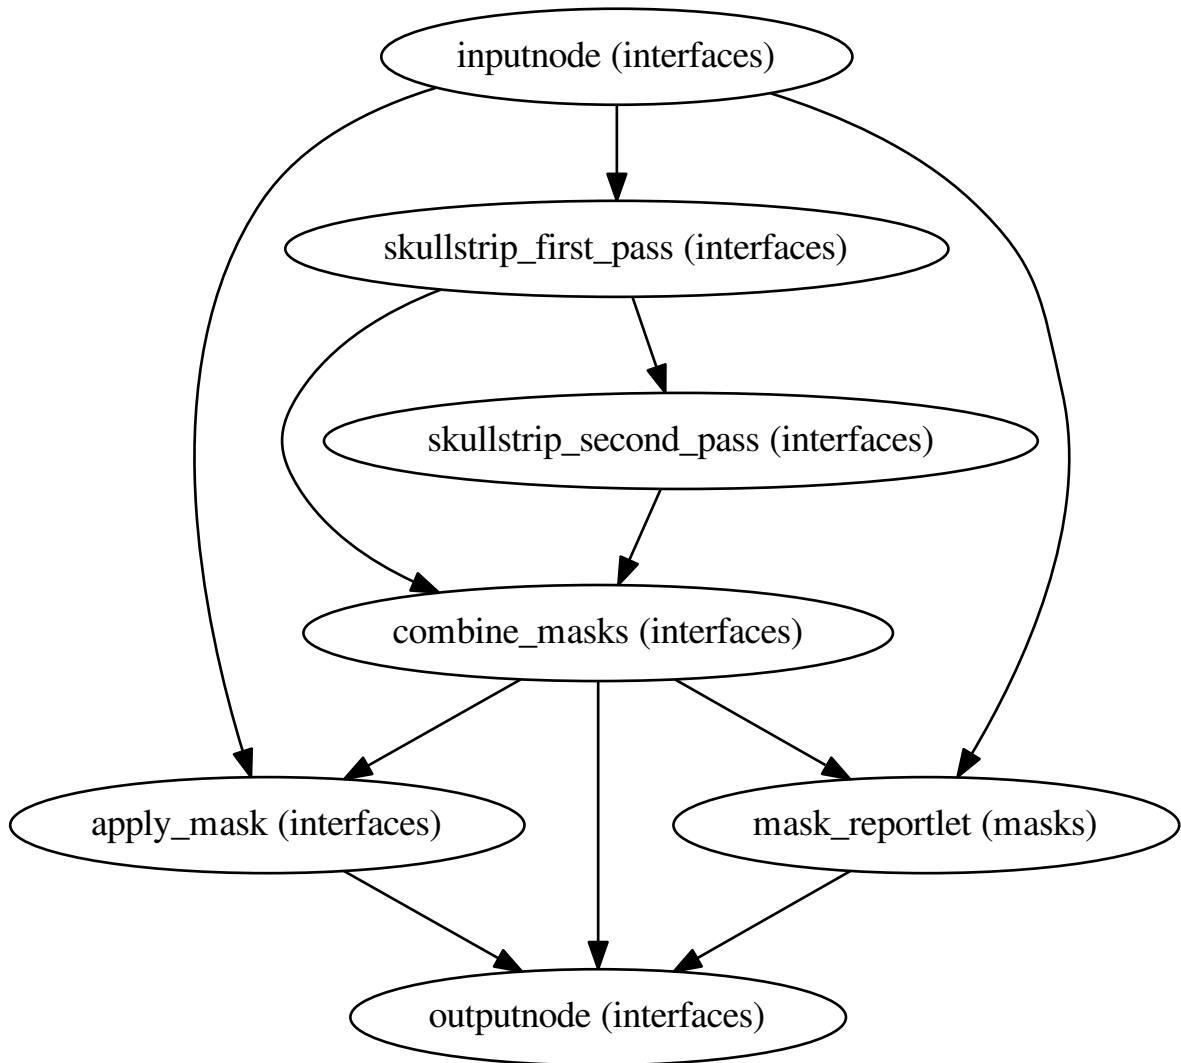 inputnode (interfaces)
skullstrip_first_pass (interfaces)
skullstrip_second_pass (interfaces)
combine_masks (interfaces)
apply_mask (interfaces)
mask_reportlet (masks)
outputnode (interfaces)